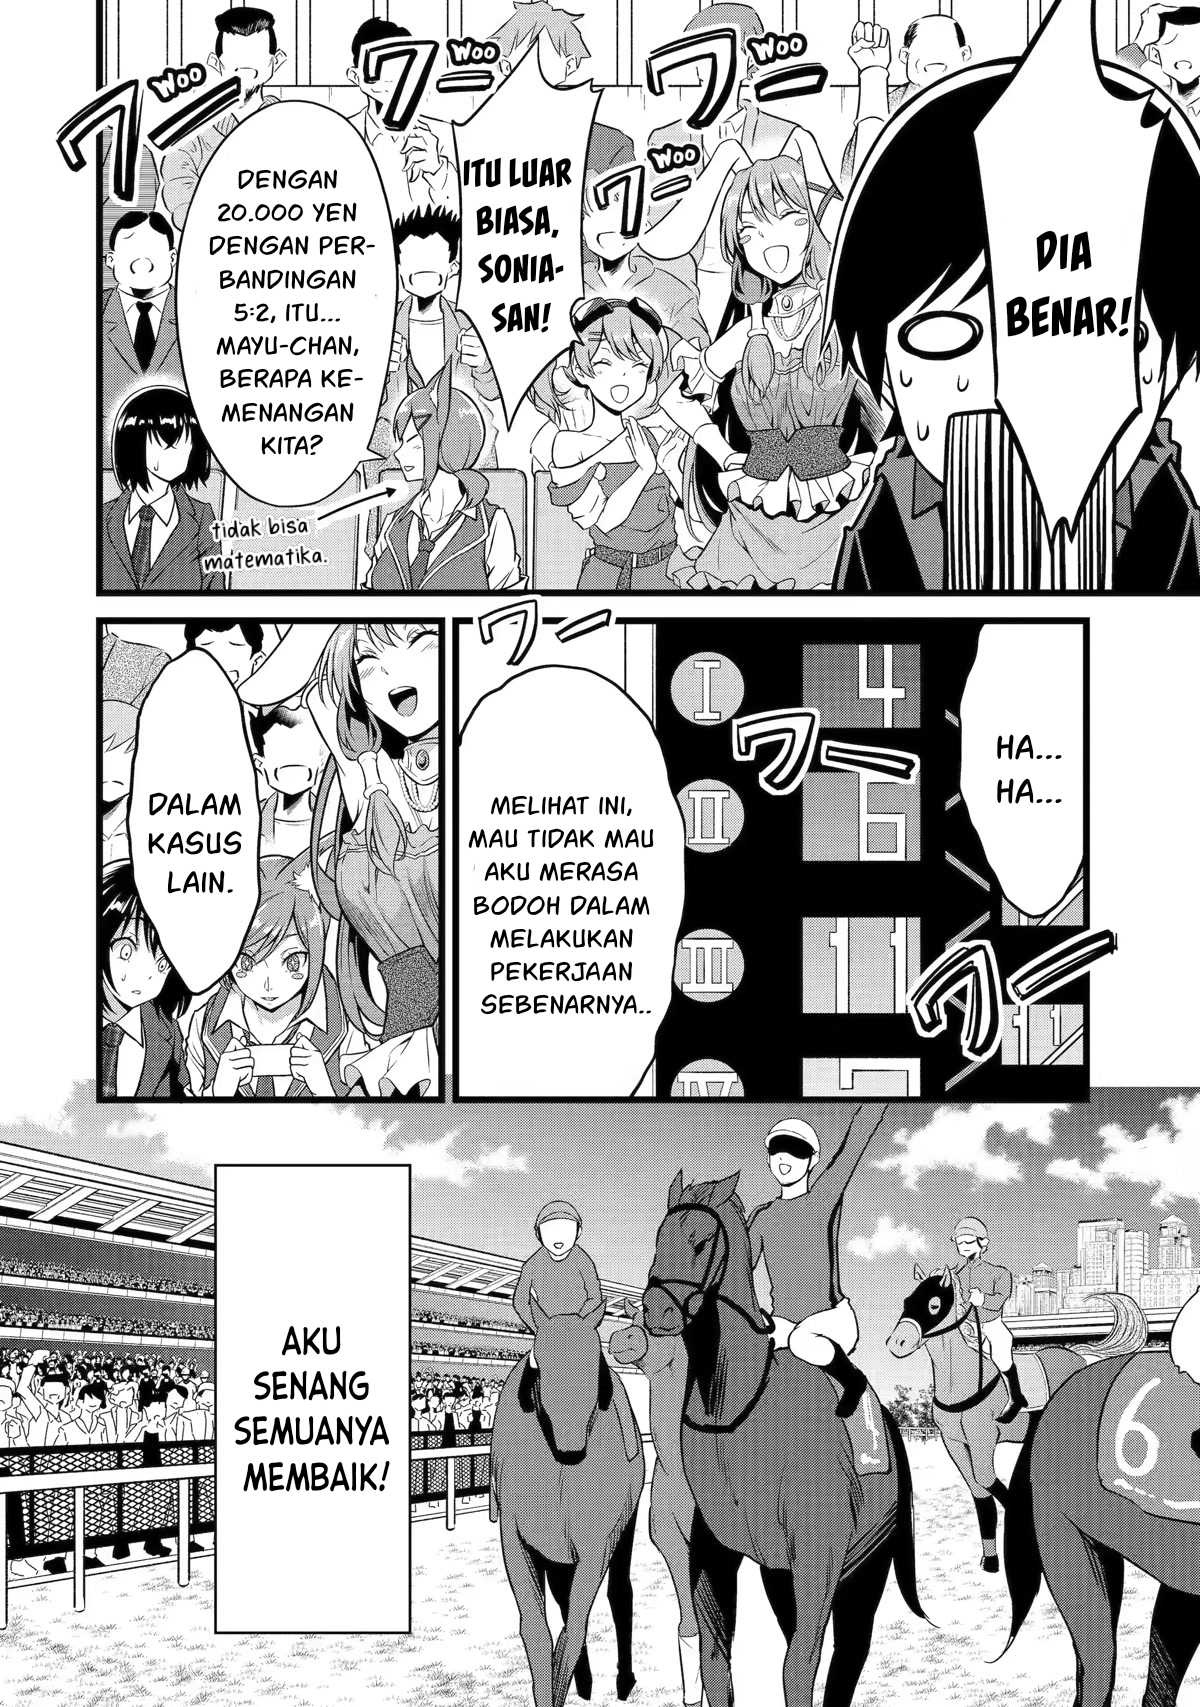 DIA
BENAR!
ITU LUAR
BIASA,
SONIA-
SAN!
DENGAN
20.000 YEN
DENGAN PER-
BANDINGAN
5:2, ITU...
MAYU-CHAN,
BERAPA KE-
MENANGAN
KITA?
tidak bisa
matematika.
ワー
Woo
ワー
Woo
ワー
Woo
ワー
Woo
HA...
HA...
I 4
II 6
III 11
IV
11
ワー
ワー
ワー
MELIHAT INI,
MAU TIDAK MAU
AKU MERASA
BODOH DALAM
MELAKUKAN
PEKERJAAN
SEBENARNYA..
DALAM
KASUS
LAIN.
AKU
SENANG
SEMUANYA
MEMBAIK!
6